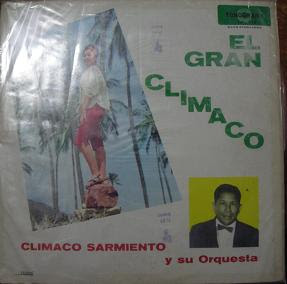 EL
GRAN
CLIMACO
CLIMACO SARMIENTO
y su Orquesta